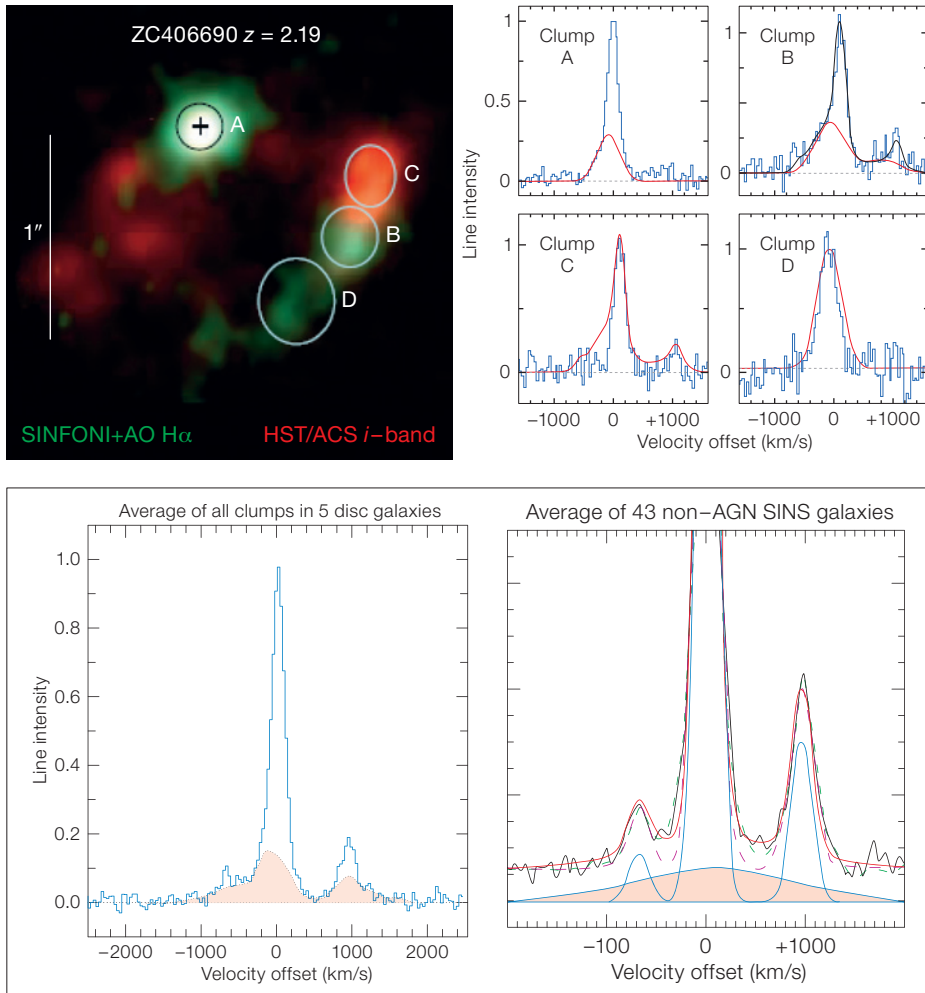 ZC406690 z = 2.19
A
C
B
D
1″
SINFONI+AO Hα
HST/ACS i−band
Clump
A
1
0.5
0
Clump
B
1
0
Clump
C
1
0
−1000 0 +1000
Clump
D
1
0
−1000 0 +1000
Line intensity
Velocity offset (km/s)
Average of all clumps in 5 disc galaxies
1.0
0.8
0.6
0.4
0.2
0.0
Line intensity
−2000 −1000 0 1000 2000
Velocity offset (km/s)
Average of 43 non−AGN SINS galaxies
-100 0 +1000
Velocity offset (km/s)